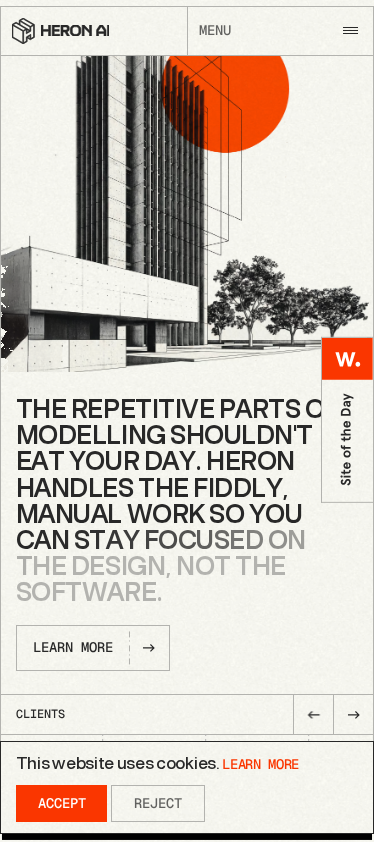 HERON AI
MENU
W.
Site of the Day
THE REPETITIVE PARTS
MODELLING SHOULDN'T
EAT YOUR DAY. HERON
HANDLES THE FIDDLY,
MANUAL WORK SO YOU
CAN STAY FOCUSED ON
THE DESIGN, NOT THE
SOFTWARE.
LEARN MORE
CLIENTS
This website uses cookies. LEARN MORE
ACCEPT
REJECT